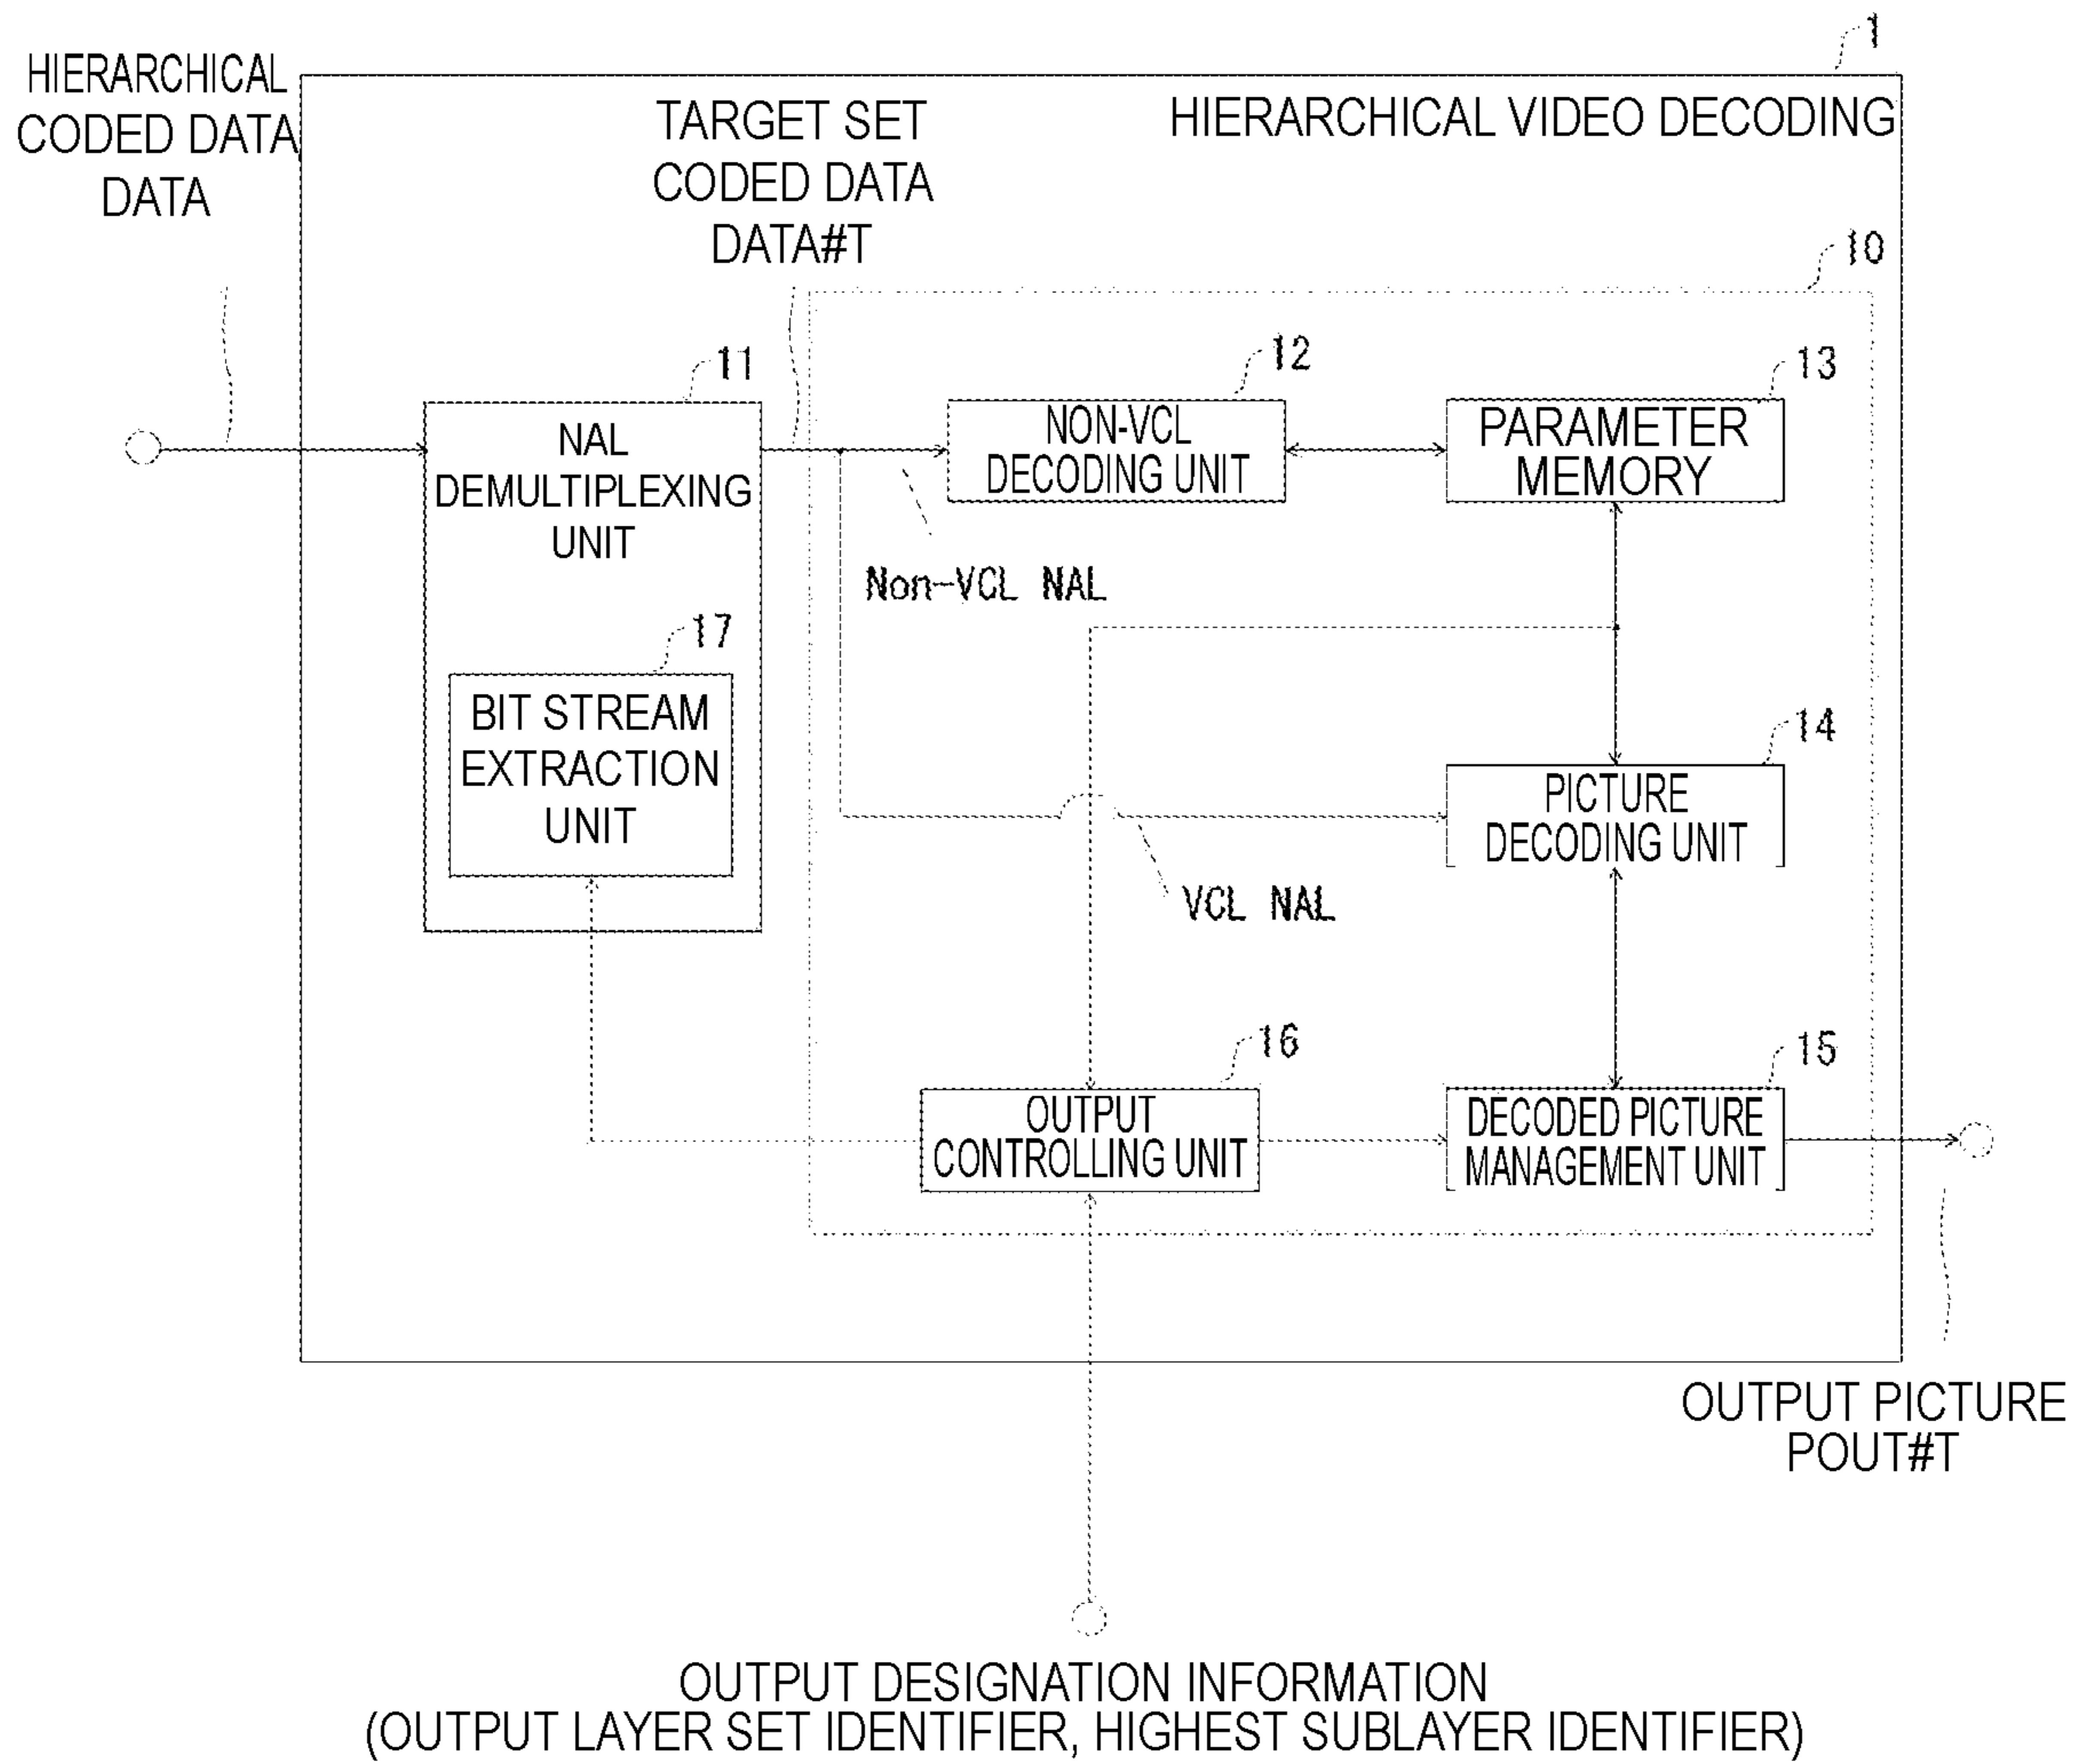 1
HIERARCHICAL
CODED DATA
DATA
TARGET SET
CODED DATA
DATA#T
HIERARCHICAL VIDEO DECODING
10
11
NAL
DEMULTIPLEXING
UNIT
12
NON-VCL
DECODING UNIT
13
PARAMETER
MEMORY
Non-VCL NAL
17
BIT STREAM
EXTRACTION
UNIT
14
PICTURE
DECODING UNIT
VCL NAL
16
OUTPUT
CONTROLLING UNIT
15
DECODED PICTURE
MANAGEMENT UNIT
OUTPUT PICTURE
POUT#T
OUTPUT DESIGNATION INFORMATION
(OUTPUT LAYER SET IDENTIFIER, HIGHEST SUBLAYER IDENTIFIER)